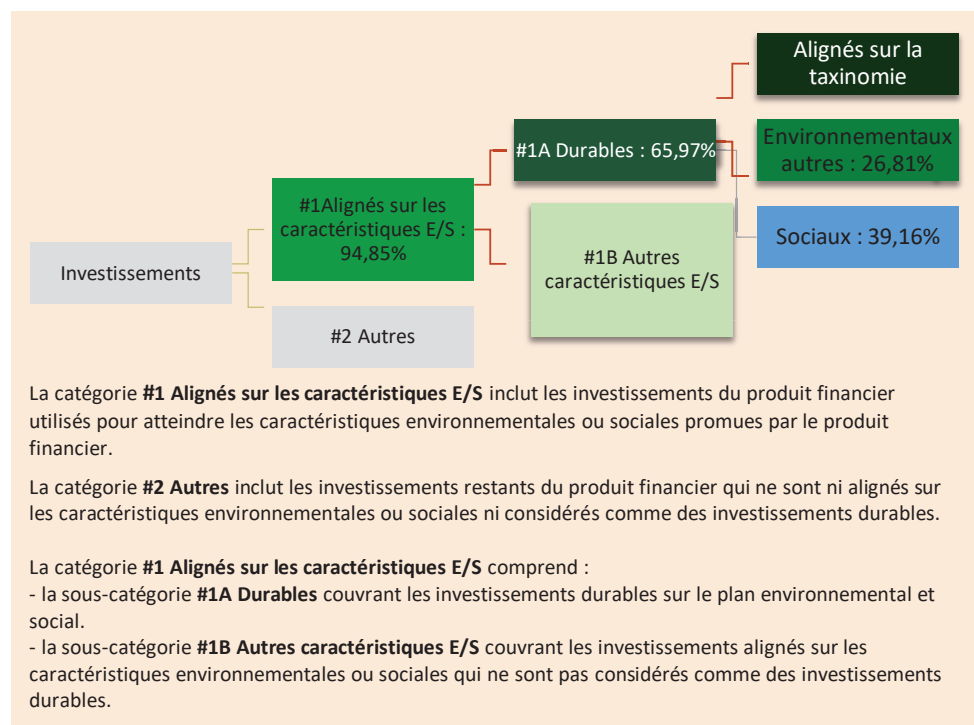 Alignés sur la
taxinomie
#1A Durables : 65,97%
Environnementaux
autres : 26,81%
#1Alignés sur les
caractéristiques E/S :
94,85%
Sociaux : 39,16%
#1B Autres
caractéristiques E/S
Investissements
#2 Autres
La catégorie #1 Alignés sur les caractéristiques E/S inclut les investissements du produit financier
utilisés pour atteindre les caractéristiques environnementales ou sociales promues par le produit
financier.
La catégorie #2 Autres inclut les investissements restants du produit financier qui ne sont ni alignés sur
les caractéristiques environnementales ou sociales ni considérés comme des investissements durables.
La catégorie #1 Alignés sur les caractéristiques E/S comprend :
- la sous-catégorie #1A Durables couvrant les investissements durables sur le plan environnemental et
social.
- la sous-catégorie #1B Autres caractéristiques E/S couvrant les investissements alignés sur les
caractéristiques environnementales ou sociales qui ne sont pas considérés comme des investissements
durables.